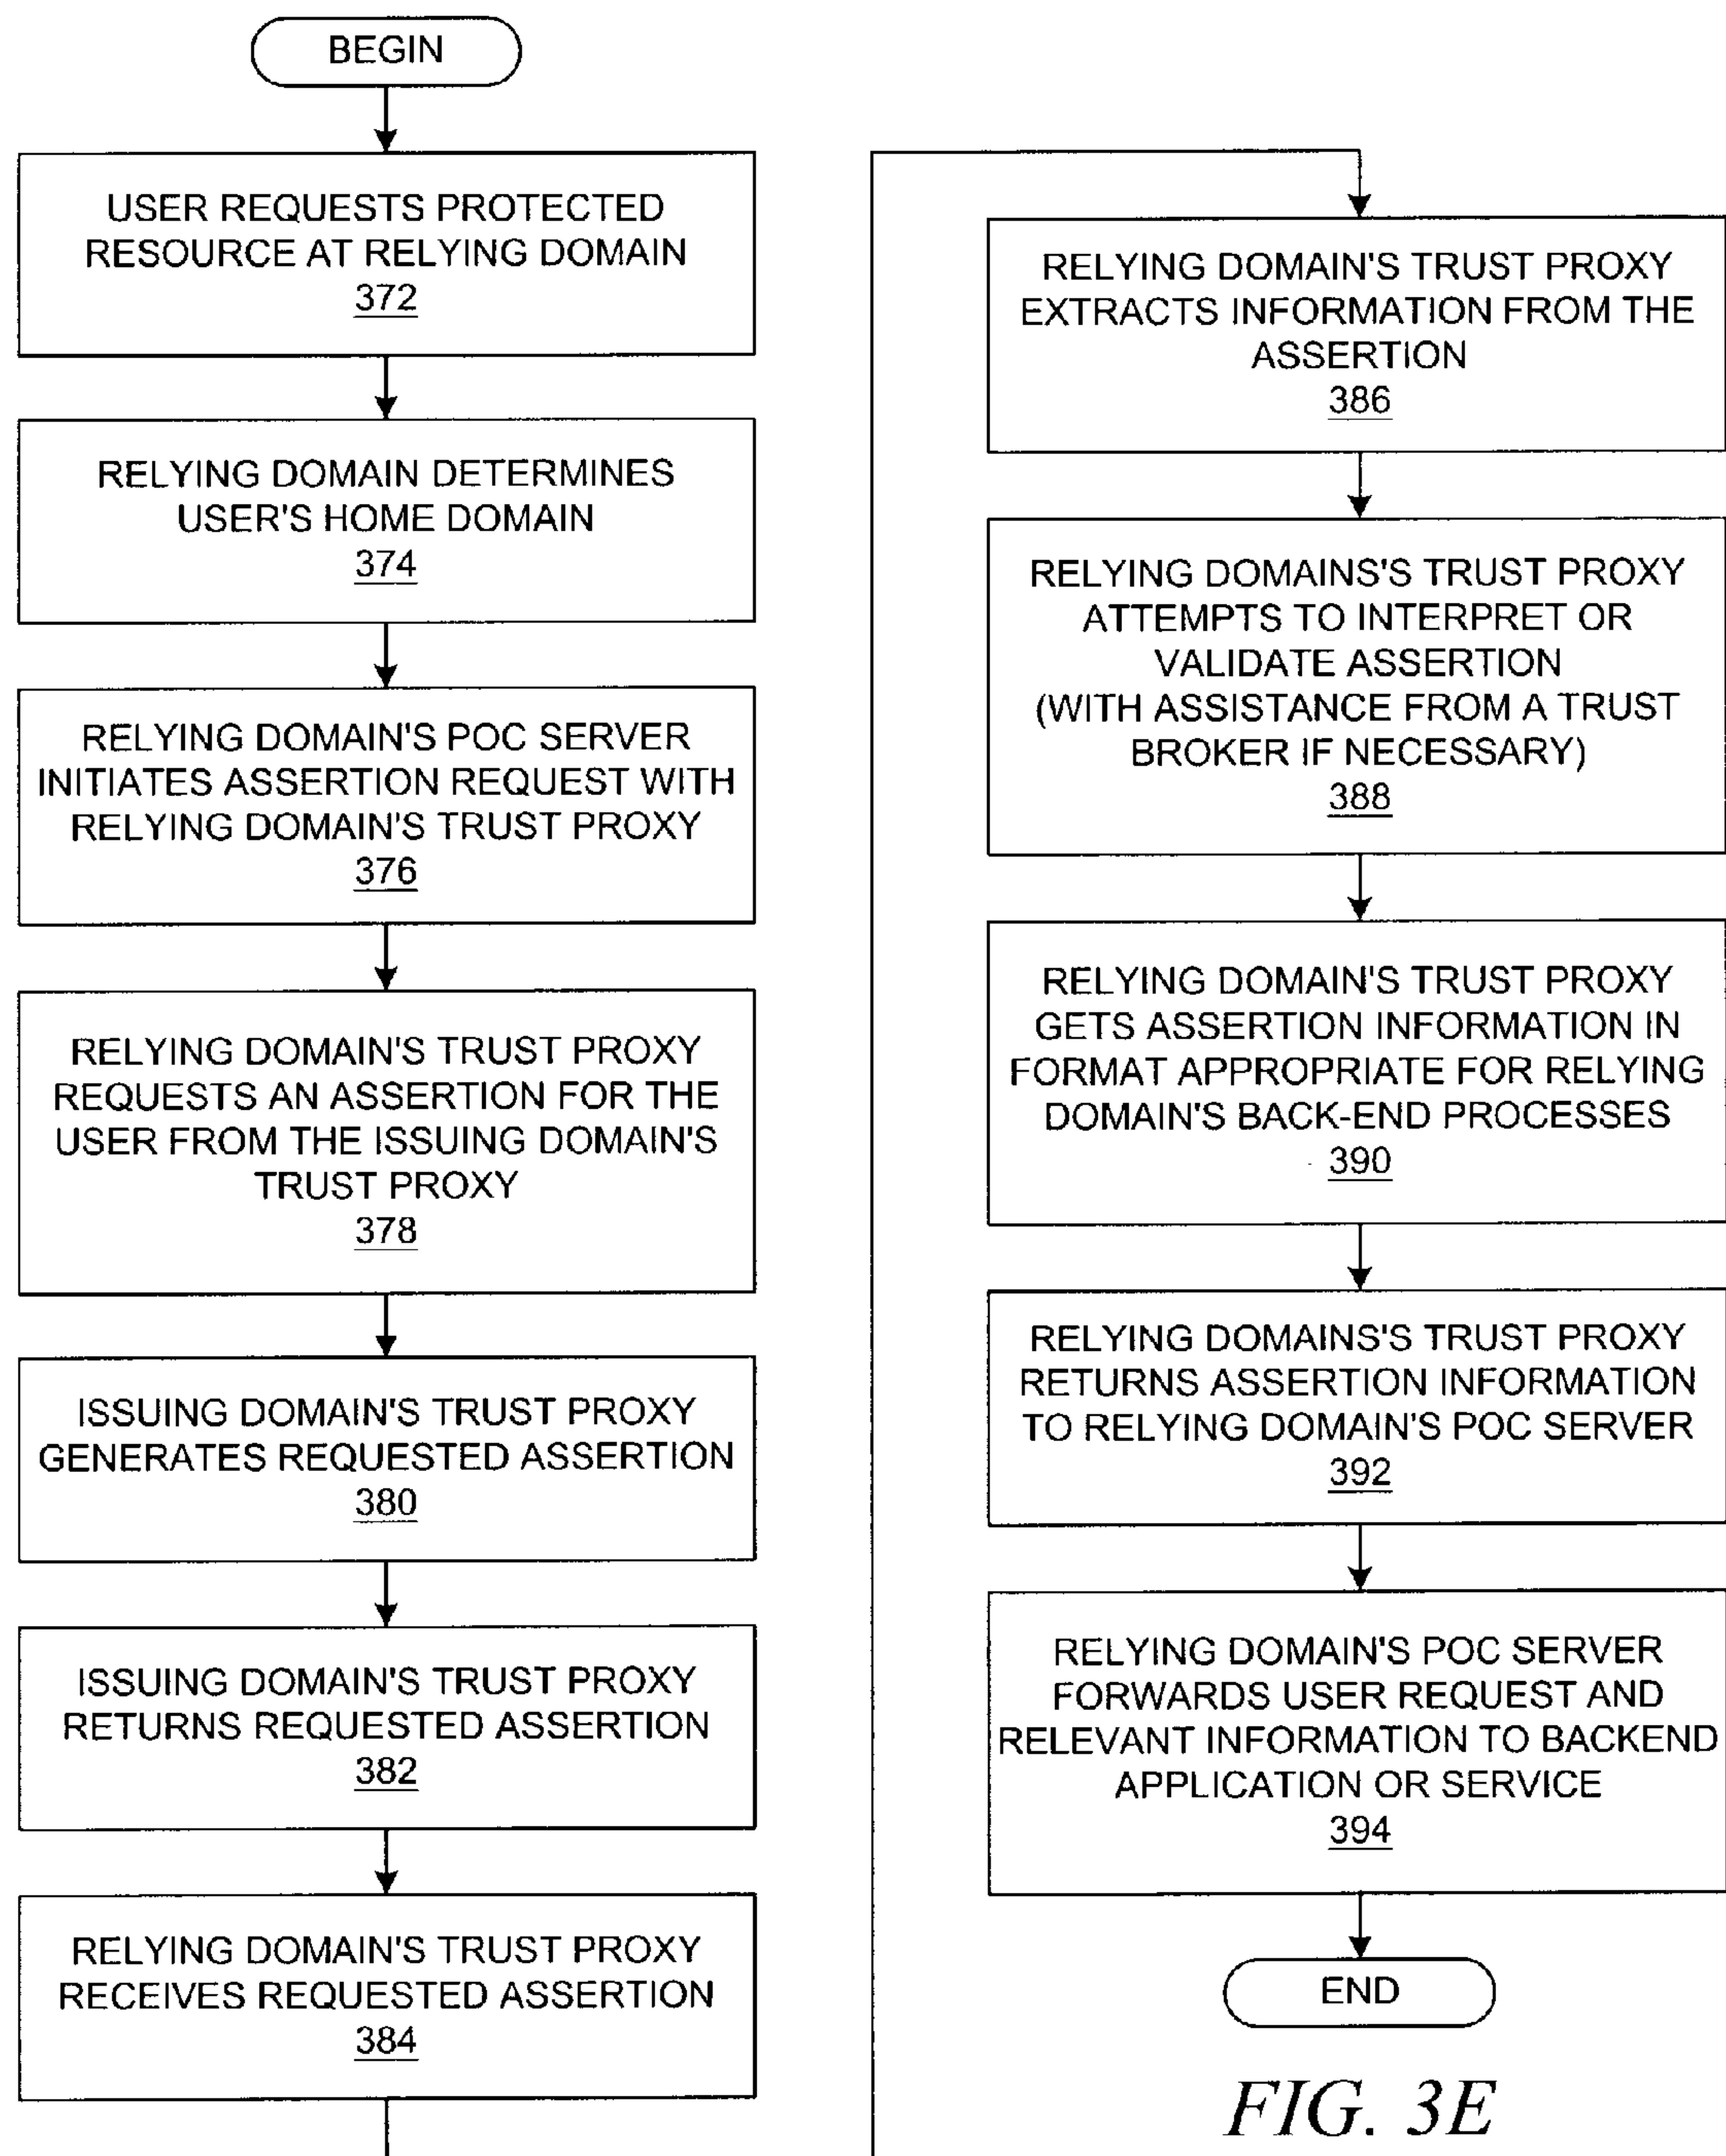 BEGIN
USER REQUESTS PROTECTED
RESOURCE AT RELYING DOMAIN
372
RELYING DOMAIN DETERMINES
USER'S HOME DOMAIN
374
RELYING DOMAIN'S POC SERVER
INITIATES ASSERTION REQUEST WITH
RELYING DOMAIN'S TRUST PROXY
376
RELYING DOMAIN'S TRUST PROXY
REQUESTS AN ASSERTION FOR THE
USER FROM THE ISSUING DOMAIN'S
TRUST PROXY
378
ISSUING DOMAIN'S TRUST PROXY
GENERATES REQUESTED ASSERTION
380
ISSUING DOMAIN'S TRUST PROXY
RETURNS REQUESTED ASSERTION
382
RELYING DOMAIN'S TRUST PROXY
RECEIVES REQUESTED ASSERTION
384
RELYING DOMAIN'S TRUST PROXY
EXTRACTS INFORMATION FROM THE
ASSERTION
386
RELYING DOMAINS'S TRUST PROXY
ATTEMPTS TO INTERPRET OR
VALIDATE ASSERTION
(WITH ASSISTANCE FROM A TRUST
BROKER IF NECESSARY)
388
RELYING DOMAIN'S TRUST PROXY
GETS ASSERTION INFORMATION IN
FORMAT APPROPRIATE FOR RELYING
DOMAIN'S BACK-END PROCESSES
390
RELYING DOMAINS'S TRUST PROXY
RETURNS ASSERTION INFORMATION
TO RELYING DOMAIN'S POC SERVER
392
RELYING DOMAIN'S POC SERVER
FORWARDS USER REQUEST AND
RELEVANT INFORMATION TO BACKEND
APPLICATION OR SERVICE
394
END
FIG. 3E